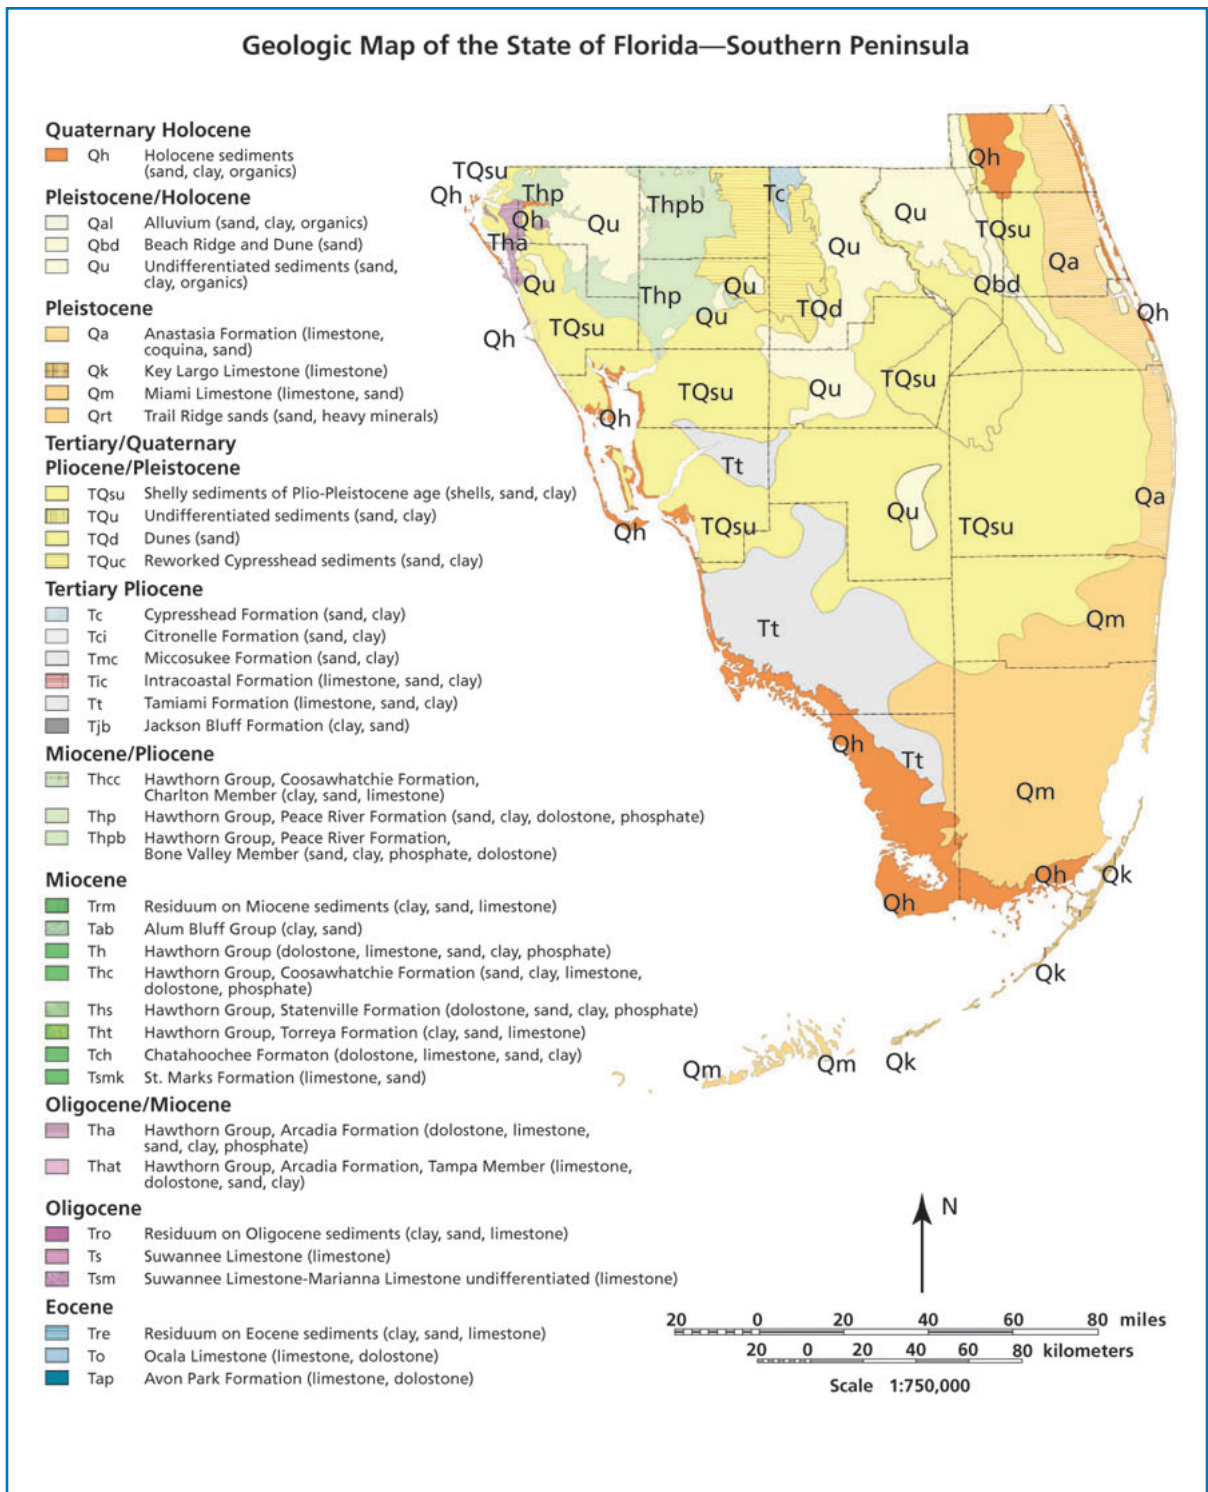 Geologic Map of the State of Florida—Southern Peninsula
Quaternary Holocene
Qh Holocene sediments
(sand, clay, organics)
Pleistocene/Holocene
Qal Alluvium (sand, clay, organics)
Qbd Beach Ridge and Dune (sand)
Qu Undifferentiated sediments (sand,
clay, organics)
Pleistocene
Qa Anastasia Formation (limestone,
coquina, sand)
Qk Key Largo Limestone (limestone)
Qm Miami Limestone (limestone, sand)
Qrt Trail Ridge sands (sand, heavy minerals)
Tertiary/Quaternary
Pliocene/Pleistocene
TQsu Shelly sediments of Plio-Pleistocene age (shells, sand, clay)
TQu Undifferentiated sediments (sand, clay)
TQd Dunes (sand)
TQuc Reworked Cypresshead sediments (sand, clay)
Tertiary Pliocene
Tc Cypresshead Formation (sand, clay)
Tci Citronelle Formation (sand, clay)
Tmc Miccosukee Formation (sand, clay)
Tic Intracoastal Formation (limestone, sand, clay)
Tt Tamiami Formation (limestone, sand, clay)
Tjb Jackson Bluff Formation (clay, sand)
Miocene/Pliocene
Thcc Hawthorn Group, Coosawhatchie Formation,
Charlton Member (clay, sand, limestone)
Thp Hawthorn Group, Peace River Formation (sand, clay, dolostone, phosphate)
Thpb Hawthorn Group, Peace River Formation,
Bone Valley Member (sand, clay, phosphate, dolostone)
Miocene
Trm Residuum on Miocene sediments (clay, sand, limestone)
Tab Alum Bluff Group (clay, sand)
Th Hawthorn Group (dolostone, limestone, sand, clay, phosphate)
Thc Hawthorn Group, Coosawhatchie Formation (sand, clay, limestone,
dolostone, phosphate)
Ths Hawthorn Group, Statenville Formation (dolostone, sand, clay, phosphate)
Tht Hawthorn Group, Torreya Formation (clay, sand, limestone)
Tch Chatahoochee Formaton (dolostone, limestone, sand, clay)
Tsmk St. Marks Formation (limestone, sand)
Oligocene/Miocene
Tha Hawthorn Group, Arcadia Formation (dolostone, limestone,
sand, clay, phosphate)
That Hawthorn Group, Arcadia Formation, Tampa Member (limestone,
dolostone, sand, clay)
Oligocene
Tro Residuum on Oligocene sediments (clay, sand, limestone)
Ts Suwannee Limestone (limestone)
Tsm Suwannee Limestone-Marianna Limestone undifferentiated (limestone)
Eocene
Tre Residuum on Eocene sediments (clay, sand, limestone)
To Ocala Limestone (limestone, dolostone)
Tap Avon Park Formation (limestone, dolostone)
Qh
TQsu
Qh Thp Thpb Tc
Qh Qu Qu
Tha TQsu
Qu Qa
Qu Thp Qu Qbd
TQsu Qu TQd Qh
Qh
TQsu Qu TQsu
Qh
Tt
Qu Qa
Qh TQsu TQsu
Tt Qm
Qh Tt
Qm
Qh Qk
Qh
Qk
Qm Qm Qk
N
20 0 20 40 60 80 miles
20 0 20 40 60 80 kilometers
Scale 1:750,000